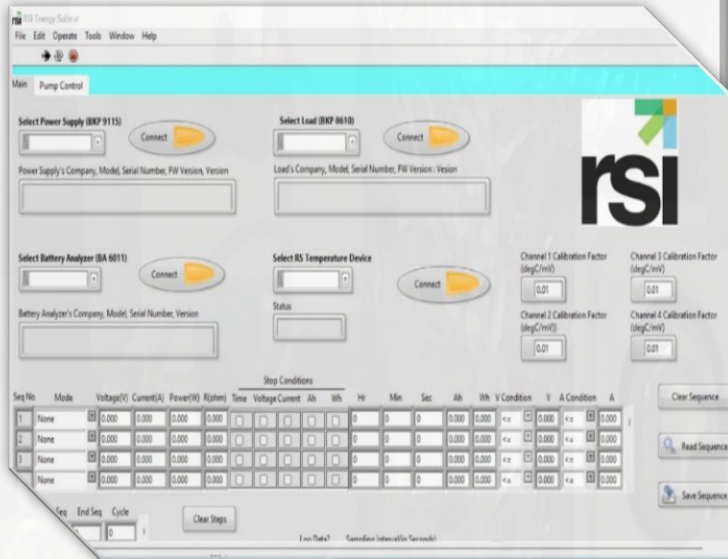 rsi RSI Energy Suite.vi
File Edit Operate Tools Window Help
Main Pump Control
Select Power Supply (BKP 9115)
Connect
Select Load (BKP 8610)
Connect
Power Supply's Company, Model, Serial Number, FW Version, Version
Load's Company, Model, Serial Number, FW Version : Vesion
rsi
Select Battery Analyzer (BA 6011)
Connect
Select RS Temperature Device
Connect
Channel 1 Calibration Factor (degC/mV)
0.01
Channel 3 Calibration Factor (degC/mV)
0.01
Battery Analyzer's Company, Model, Serial Number, Version
Status
Channel 2 Calibration Factor (degC/mV))
0.01
Channel 4 Calibration Factor (degC/mV)
0.01
Stop Conditions
Seq No Mode Voltage(V) Current(A) Power(W) R(ohm) Time Voltage Current Ah Wh Hr Min Sec Ah Wh V Condition V A Condition A
1 None 0.000 0.000 0.000 0.000 0 0 0 0.000 0.000 <= 0.000 <= 0.000
2 None 0.000 0.000 0.000 0.000 0 0 0 0.000 0.000 <= 0.000 <= 0.000
3 None 0.000 0.000 0.000 0.000 0 0 0 0.000 0.000 <= 0.000 <= 0.000
None 0.000 0.000 0.000 0.000 0 0 0 0.000 0.000 <= 0.000 <= 0.000
Clear Sequence
Read Sequence
Save Sequence
Seq End Seq Cycle
0
Clear Steps
Log Data? Sampling Interval(in Seconds)